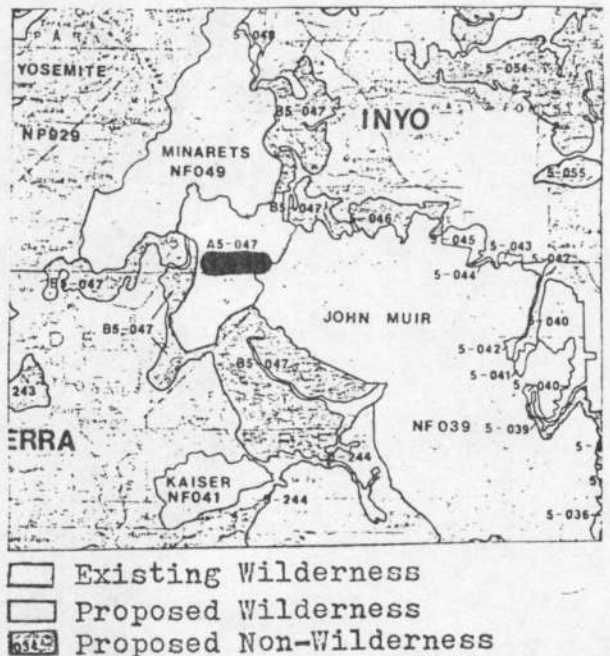 P A R
5-048
YOSEMITE
5-054
B5-047
INYO
NP029
MINARETS
NF049
5-055
B5-047
5-046
A5-047
5-045
5-043
5-044
5-042
B5-047
B5-047
JOHN MUIR
5-040
5-042
B5-047
5-041
5-040
243
NF039
5-039
ERRA
244
KAISER
NF041
5-244
5-036
Existing Wilderness
Proposed Wilderness
Proposed Non-Wilderness